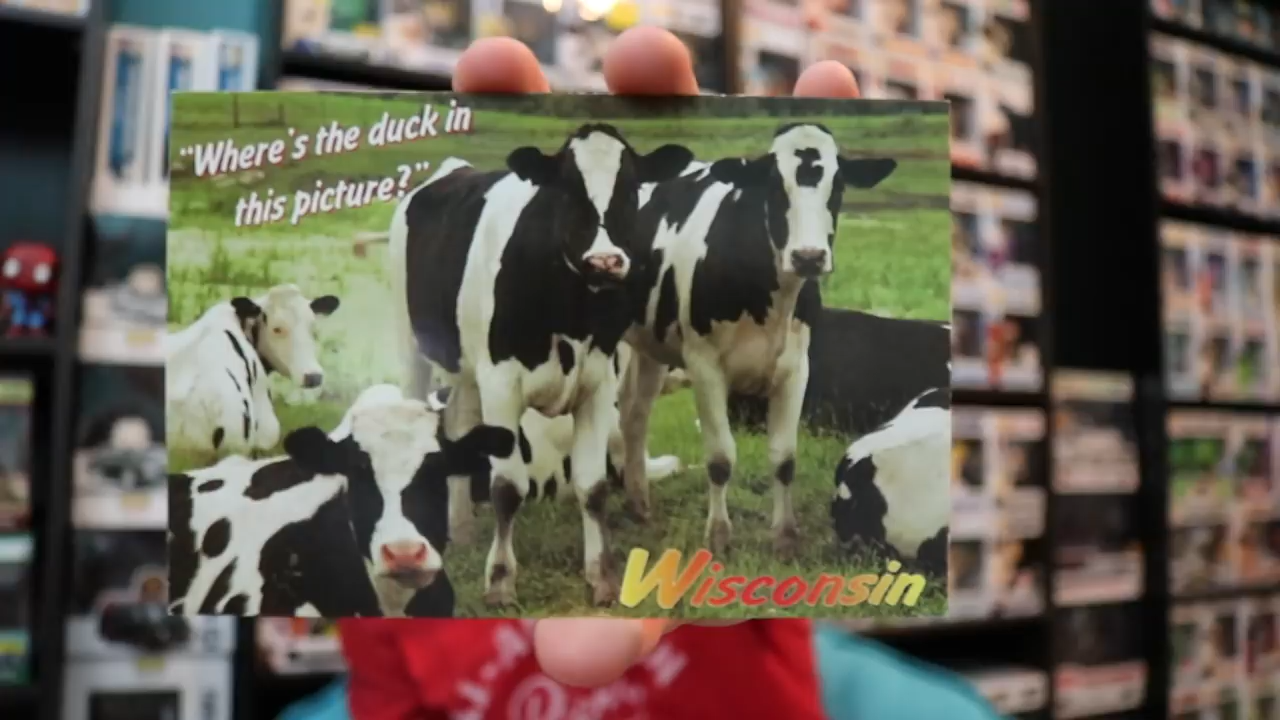 "Where's the duck in
this picture?"
Wisconsin